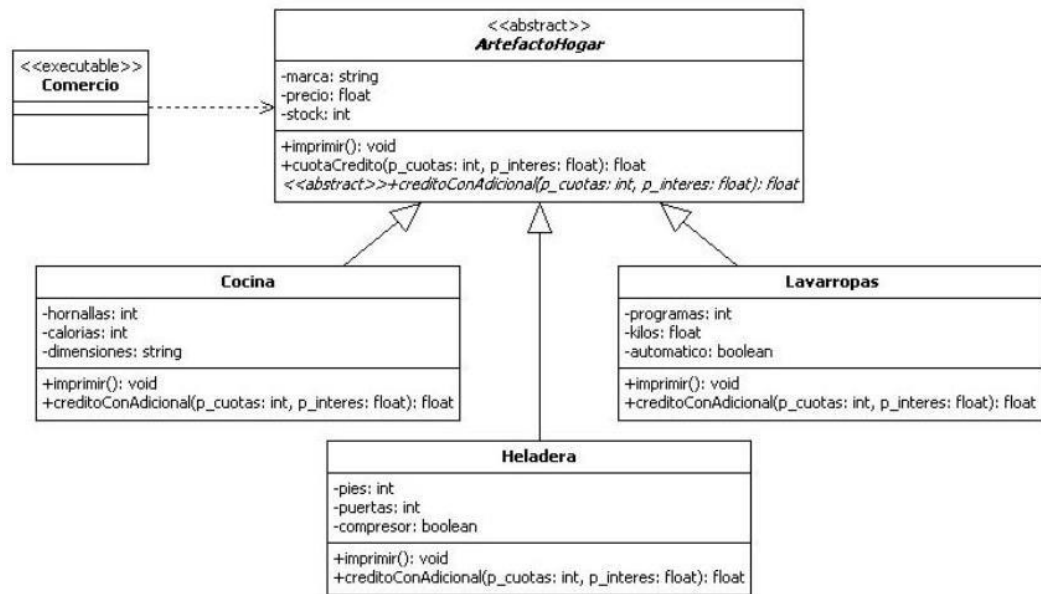 <<abstract>>
ArtefactoHogar
-marca: string
-precio: float
-stock: int
+imprimir(): void
+cuotaCredito(p_cuotas: int, p_interes: float): float
<<abstract>>+creditoConAdicional(p_cuotas: int, p_interes: float): float
<<executable>>
Comercio
Cocina
-hornallas: int
-calorias: int
-dimensiones: string
+imprimir(): void
+creditoConAdicional(p_cuotas: int, p_interes: float): float
Lavarropas
-programas: int
-kilos: float
-automatico: boolean
+imprimir(): void
+creditoConAdicional(p_cuotas: int, p_interes: float): float
Heladera
-pies: int
-puertas: int
-compresor: boolean
+imprimir(): void
+creditoConAdicional(p_cuotas: int, p_interes: float): float